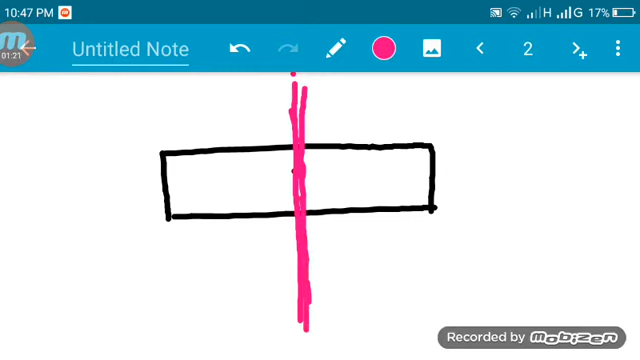 10:47 PM
H G 17%
01:21
Untitled Note
2
Recorded by mobizen